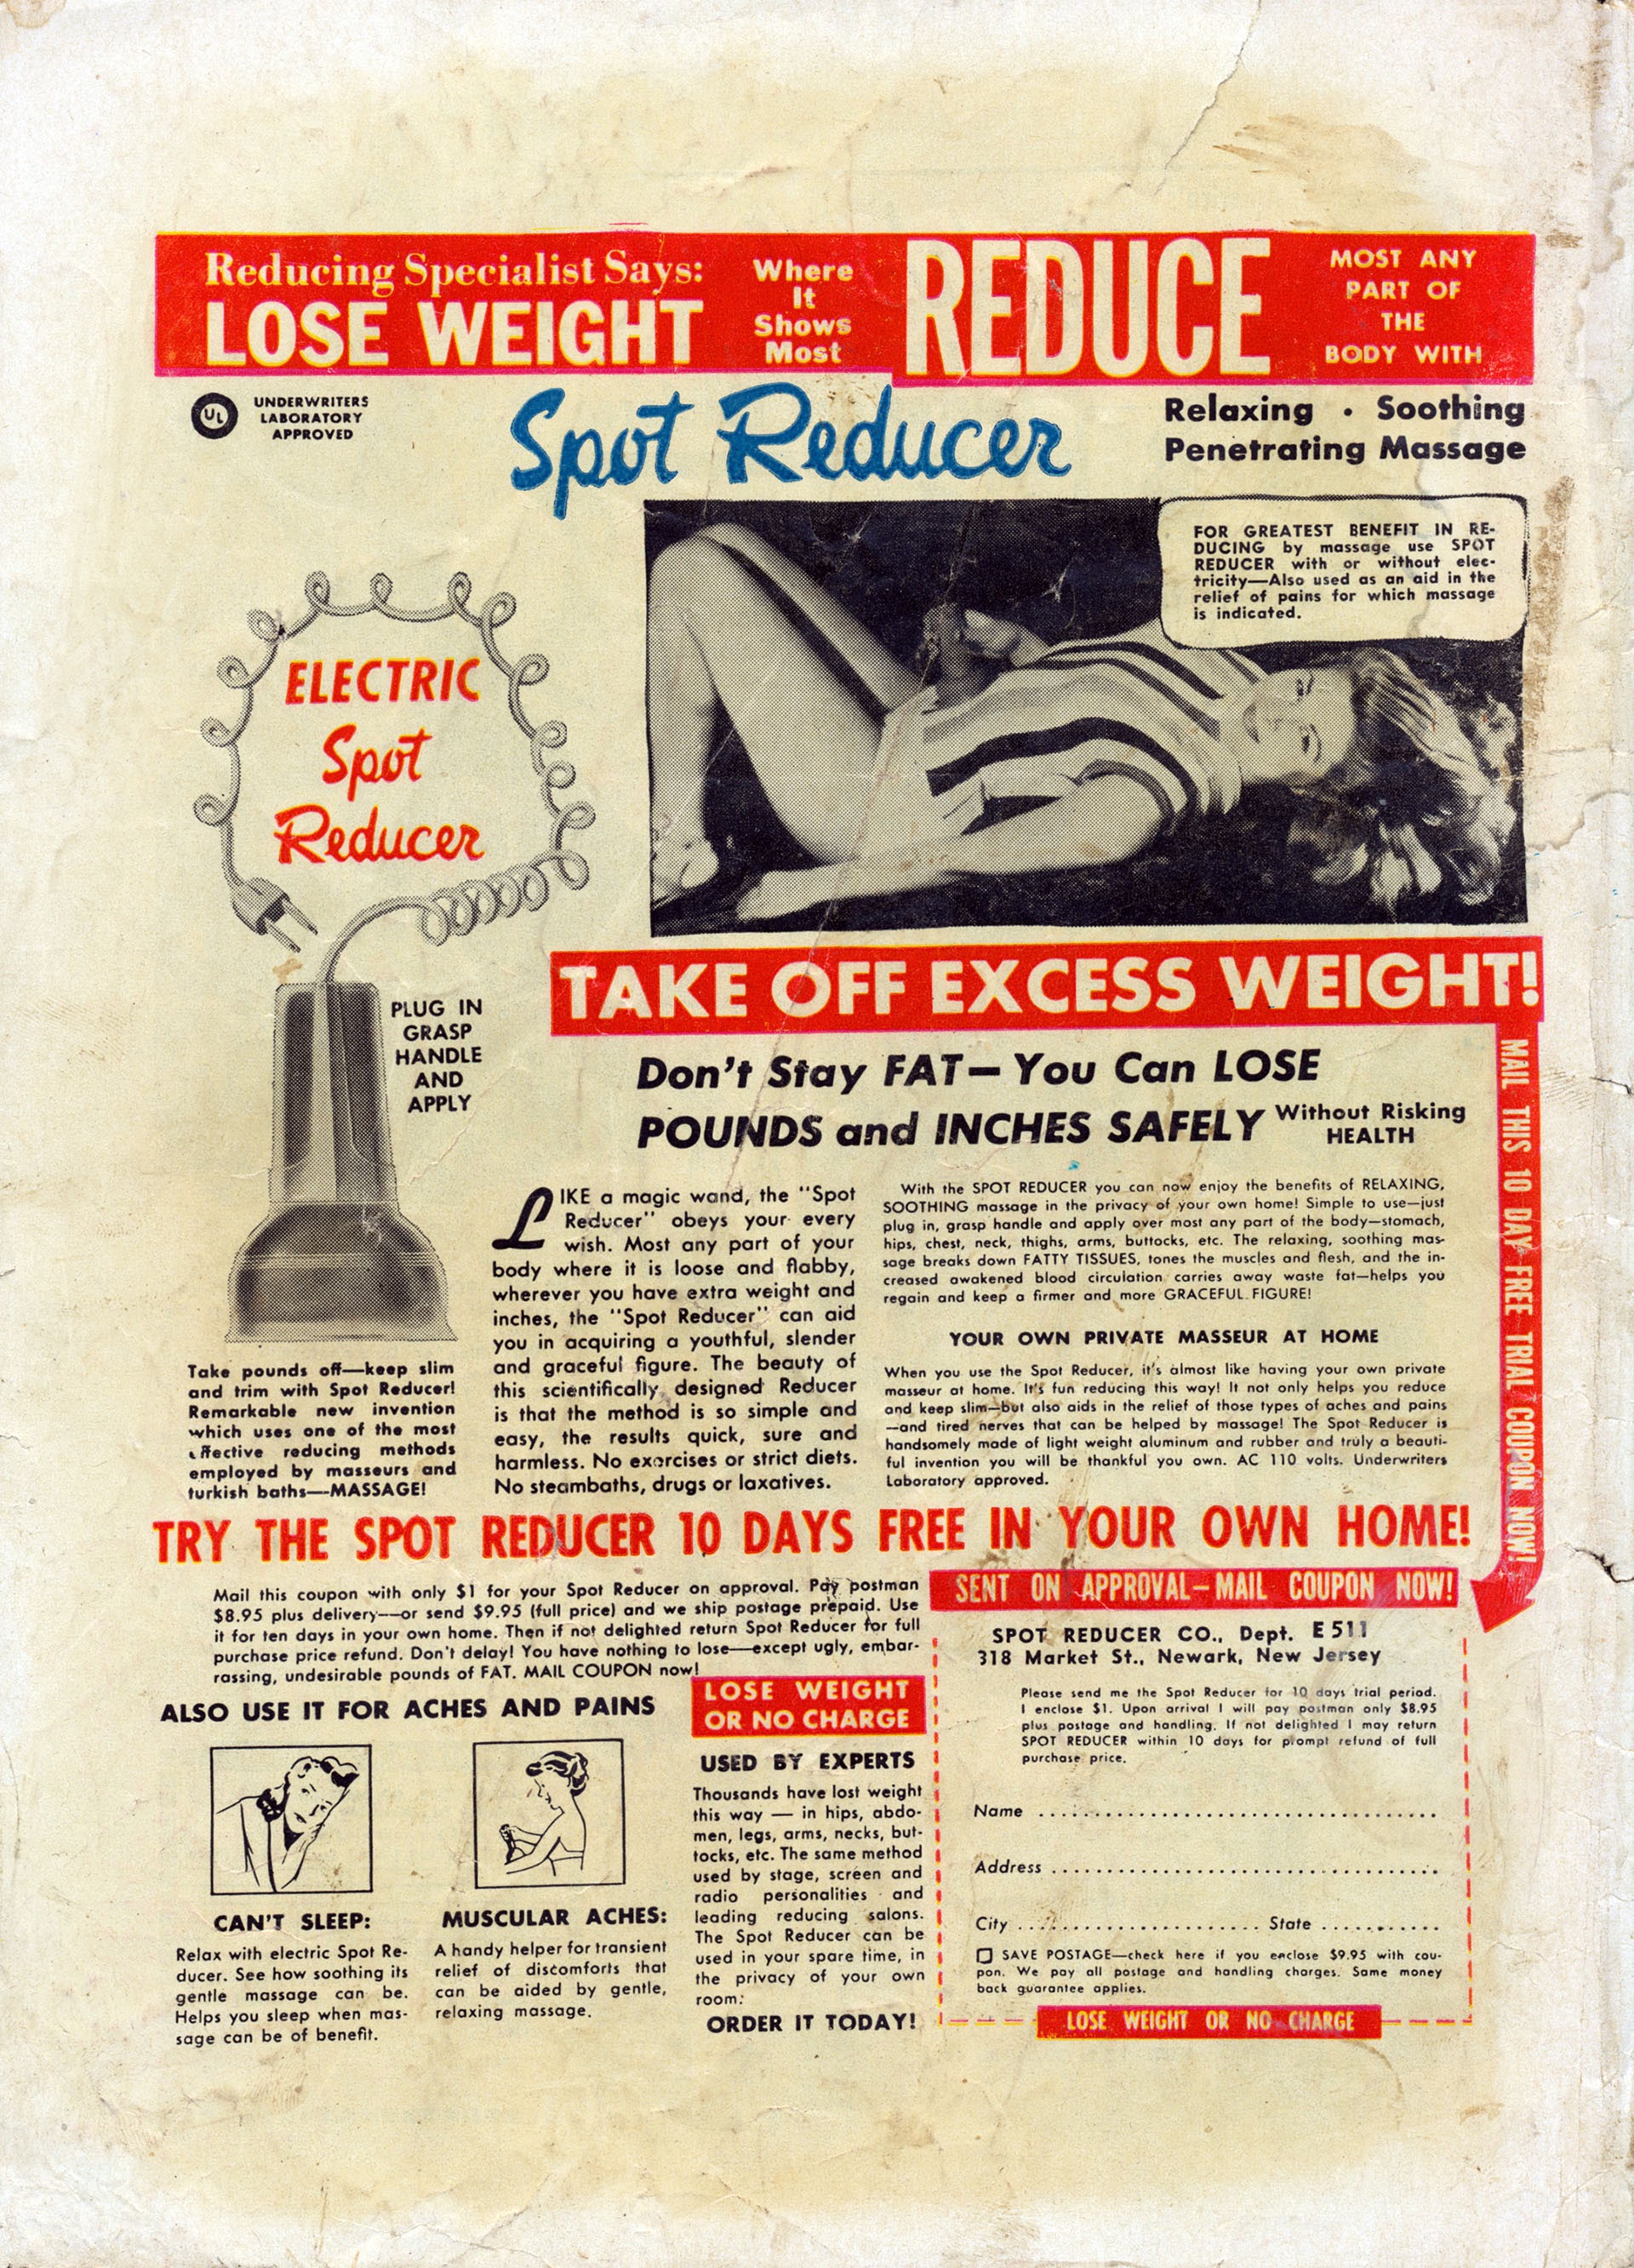 Reducing Specialist Says:
LOSE WEIGHT
Where
It
Shows
Most
REDUCE
MOST ANY
PART OF
THE
BODY WITH
UL
UNDERWRITERS
LABORATORY
APPROVED
Spot Reducer
Relaxing • Soothing
Penetrating Massage
FOR GREATEST BENEFIT IN RE-
DUCING by massage use SPOT
REDUCER with or without elec-
tricity—Also used as an aid in the
relief of pains for which massage
is indicated.
ELECTRIC
Spot
Reducer
PLUG IN
GRASP
HANDLE
AND
APPLY
TAKE OFF EXCESS WEIGHT!
Don't Stay FAT—You Can LOSE
POUNDS and INCHES SAFELY Without Risking
HEALTH
MAIL THIS 10 DAY FREE TRIAL COUPON NOW!
Take pounds off—keep slim
and trim with Spot Reducer!
Remarkable new invention
which uses one of the most
effective reducing methods
employed by masseurs and
turkish baths—MASSAGE!
LIKE a magic wand, the "Spot
Reducer" obeys your every
wish. Most any part of your
body where it is loose and flabby,
wherever you have extra weight and
inches, the "Spot Reducer" can aid
you in acquiring a youthful, slender
and graceful figure. The beauty of
this scientifically designed Reducer
is that the method is so simple and
easy, the results quick, sure and
harmless. No exercises or strict diets.
No steambaths, drugs or laxatives.
With the SPOT REDUCER you can now enjoy the benefits of RELAXING,
SOOTHING massage in the privacy of your own home! Simple to use—just
plug in, grasp handle and apply over most any part of the body—stomach,
hips, chest, neck, thighs, arms, buttocks, etc. The relaxing, soothing mas-
sage breaks down FATTY TISSUES, tones the muscles and flesh, and the in-
creased awakened blood circulation carries away waste fat—helps you
regain and keep a firmer and more GRACEFUL FIGURE!
YOUR OWN PRIVATE MASSEUR AT HOME
When you use the Spot Reducer, it's almost like having your own private
masseur at home. It's fun reducing this way! It not only helps you reduce
and keep slim—but also aids in the relief of those types of aches and pains
—and tired nerves that can be helped by massage! The Spot Reducer is
handsomely made of light weight aluminum and rubber and truly a beauti-
ful invention you will be thankful you own. AC 110 volts. Underwriters
Laboratory approved.
TRY THE SPOT REDUCER 10 DAYS FREE IN YOUR OWN HOME!
Mail this coupon with only $1 for your Spot Reducer on approval. Pay postman
$8.95 plus delivery—or send $9.95 (full price) and we ship postage prepaid. Use
it for ten days in your own home. Then if not delighted return Spot Reducer for full
purchase price refund. Don't delay! You have nothing to lose—except ugly, embar-
rassing, undesirable pounds of FAT. MAIL COUPON now!
ALSO USE IT FOR ACHES AND PAINS
CAN'T SLEEP:
Relax with electric Spot Re-
ducer. See how soothing its
gentle massage can be.
Helps you sleep when mas-
sage can be of benefit.
MUSCULAR ACHES:
A handy helper for transient
relief of discomforts that
can be aided by gentle,
relaxing massage.
LOSE WEIGHT
OR NO CHARGE
USED BY EXPERTS
Thousands have lost weight
this way — in hips, abdo-
men, legs, arms, necks, but-
tocks, etc. The same method
used by stage, screen and
radio personalities and
leading reducing salons.
The Spot Reducer can be
used in your spare time, in
the privacy of your own
room.
ORDER IT TODAY!
SENT ON APPROVAL—MAIL COUPON NOW!
SPOT REDUCER CO., Dept. E511
318 Market St., Newark, New Jersey
Please send me the Spot Reducer for 10 days trial period.
I enclose $1. Upon arrival I will pay postman only $8.95
plus postage and handling. If not delighted I may return
SPOT REDUCER within 10 days for prompt refund of full
purchase price.
Name ......................................
Address ....................................
City ........................ State ............
SAVE POSTAGE—check here if you enclose $9.95 with cou-
pon. We pay all postage and handling charges. Same money
back guarantee applies.
LOSE WEIGHT OR NO CHARGE